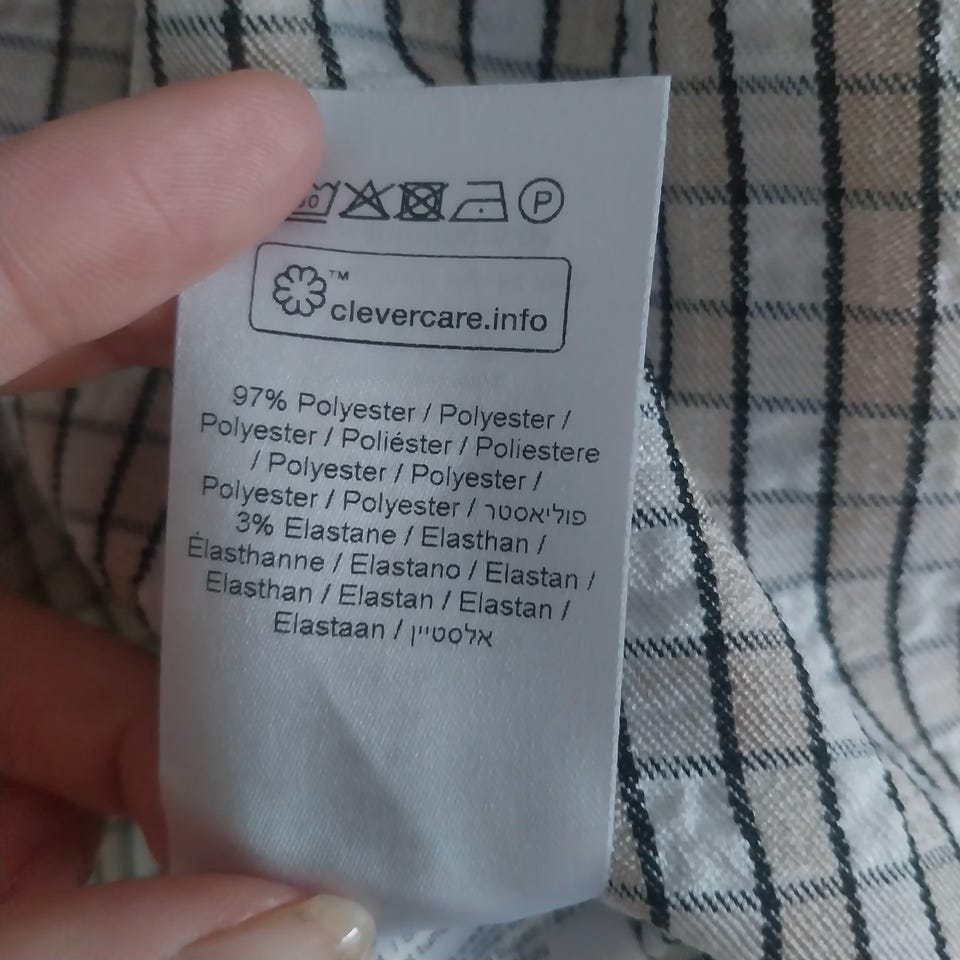 P
™
clevercare.info
97% Polyester / Polyester /
Polyester / Poliéster / Poliestere
/ Polyester / Polyester /
Polyester / Polyester / פוליאסטר
3% Elastane / Elasthan /
Élasthanne / Elastano / Elastan /
Elasthan / Elastan / Elastan /
Elastaan / אלסטיין